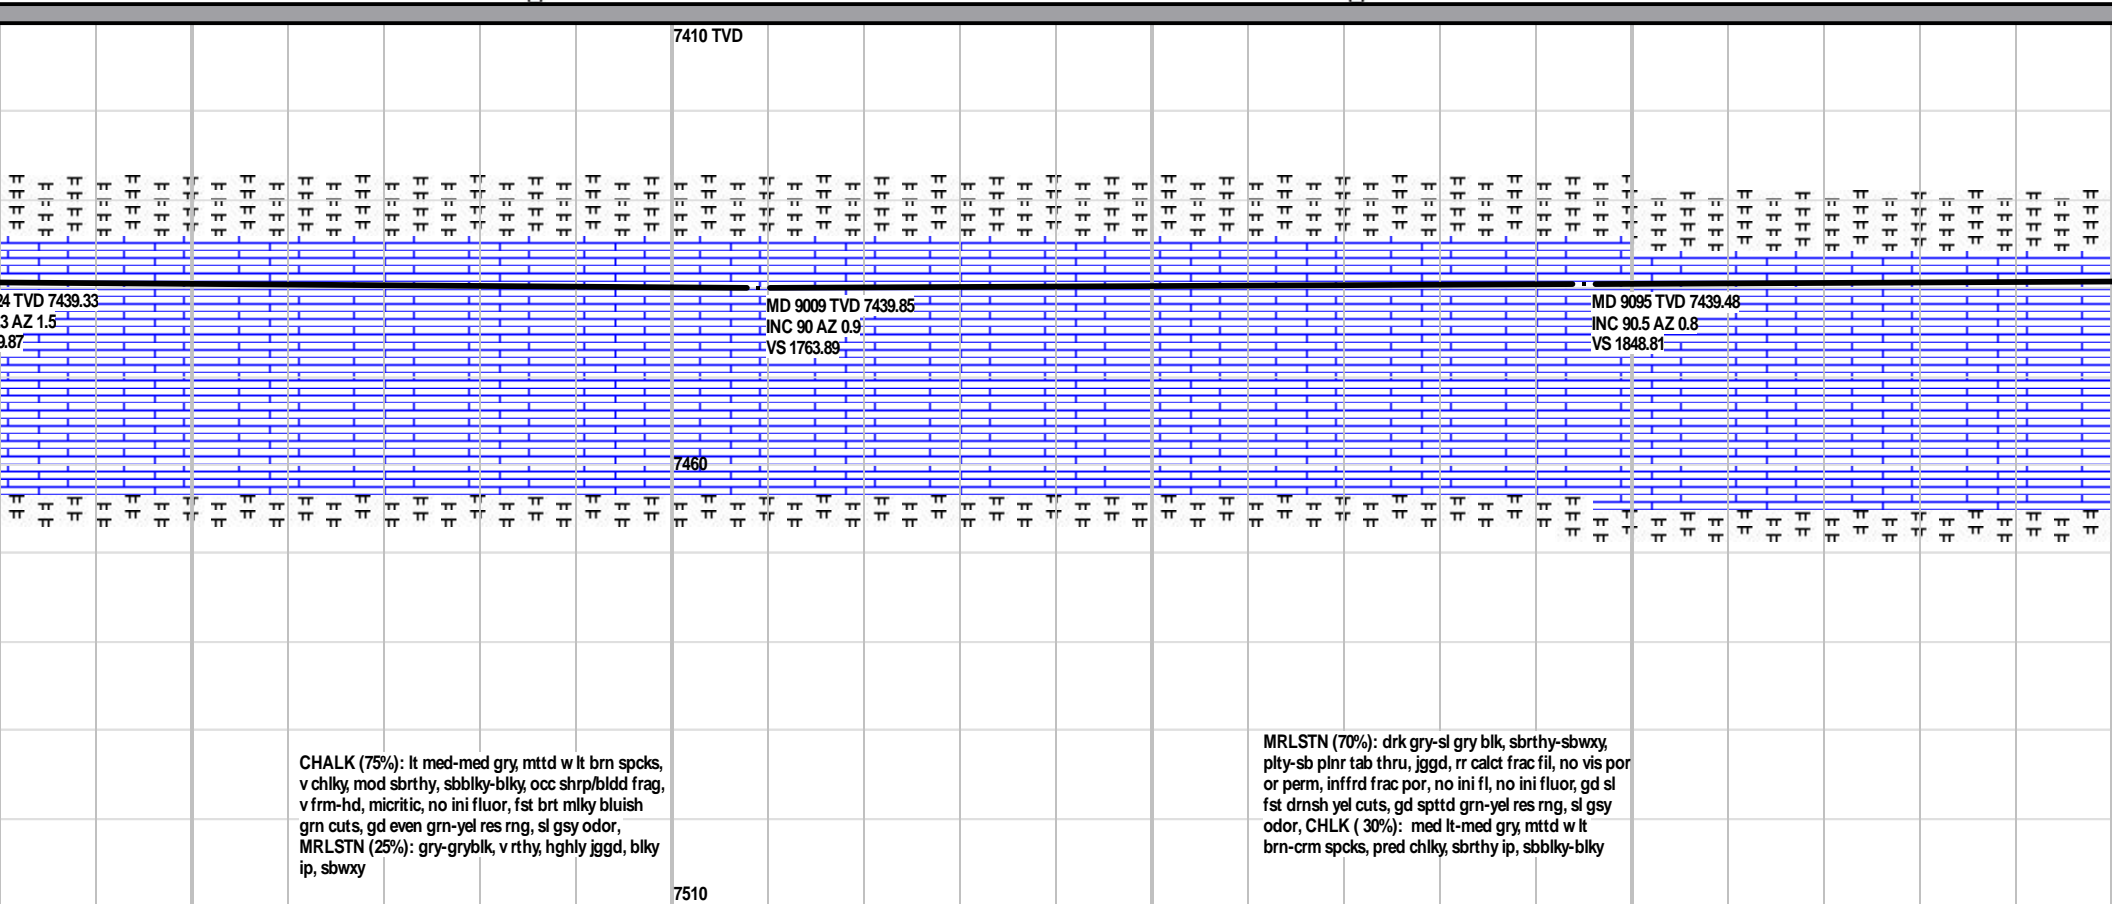 7410 TVD
24 TVD 7439.33
3 AZ 1.5
9.87
MD 9009 TVD 7439.85
INC 90 AZ 0.9
VS 1763.89
MD 9095 TVD 7439.48
INC 90.5 AZ 0.8
VS 1848.81
7460
CHALK (75%): lt med-med gry, mttd w lt brn spcks,
v chlky, mod sbrthy, sbblky-blky, occ shrp/bldd frag,
v frm-hd, micritic, no ini fluor, fst brt mlky bluish
grn cuts, gd even grn-yel res rng, sl gsy odor,
MRLSTN (25%): gry-gryblk, v rthy, hghly jggd, blky
ip, sbwxy
MRLSTN (70%): drk gry-sl gry blk, sbrthy-sbwxy,
plty-sb plnr tab thru, jggd, rr calct frac fil, no vis por
or perm, inffrd frac por, no ini fl, no ini fluor, gd sl
fst drnsh yel cuts, gd spttd grn-yel res rng, sl gsy
odor, CHLK ( 30%): med lt-med gry, mttd w lt
brn-crm spcks, pred chlky, sbrthy ip, sbblky-blky
7510